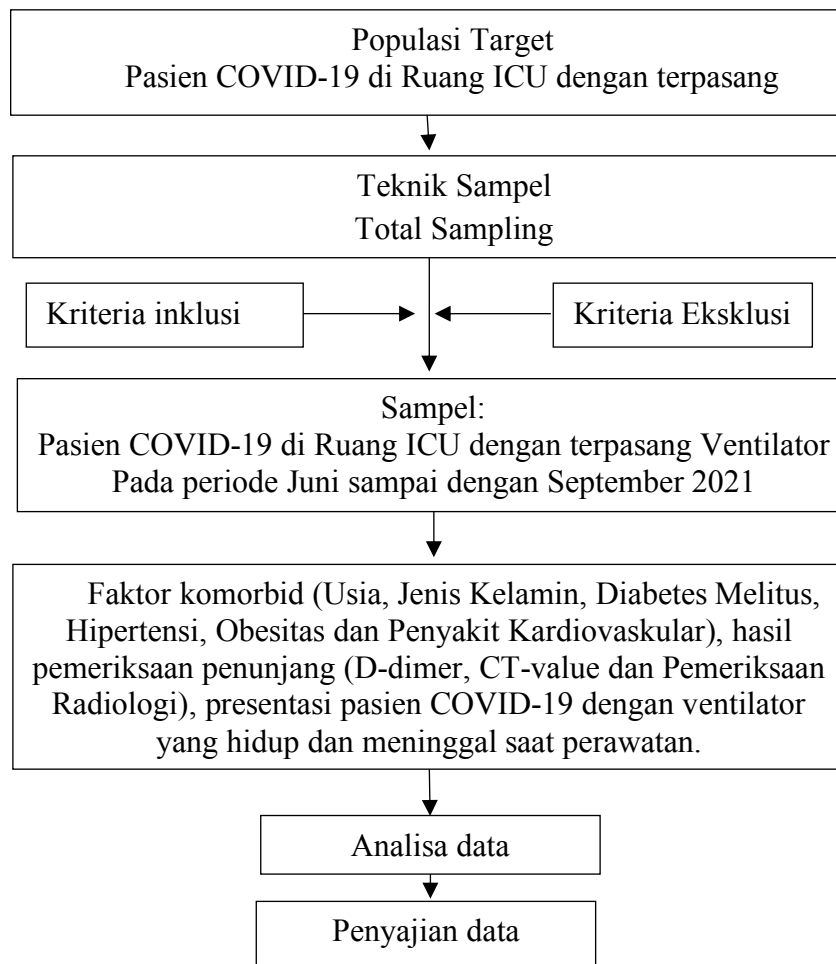 Populasi Target
Pasien COVID-19 di Ruang ICU dengan terpasang
Teknik Sampel
Total Sampling
Kriteria inklusi
Kriteria Eksklusi
Sampel:
Pasien COVID-19 di Ruang ICU dengan terpasang Ventilator
Pada periode Juni sampai dengan September 2021
Faktor komorbid (Usia, Jenis Kelamin, Diabetes Melitus,
Hipertensi, Obesitas dan Penyakit Kardiovaskular), hasil
pemeriksaan penunjang (D-dimer, CT-value dan Pemeriksaan
Radiologi), presentasi pasien COVID-19 dengan ventilator
yang hidup dan meninggal saat perawatan.
Analisa data
Penyajian data